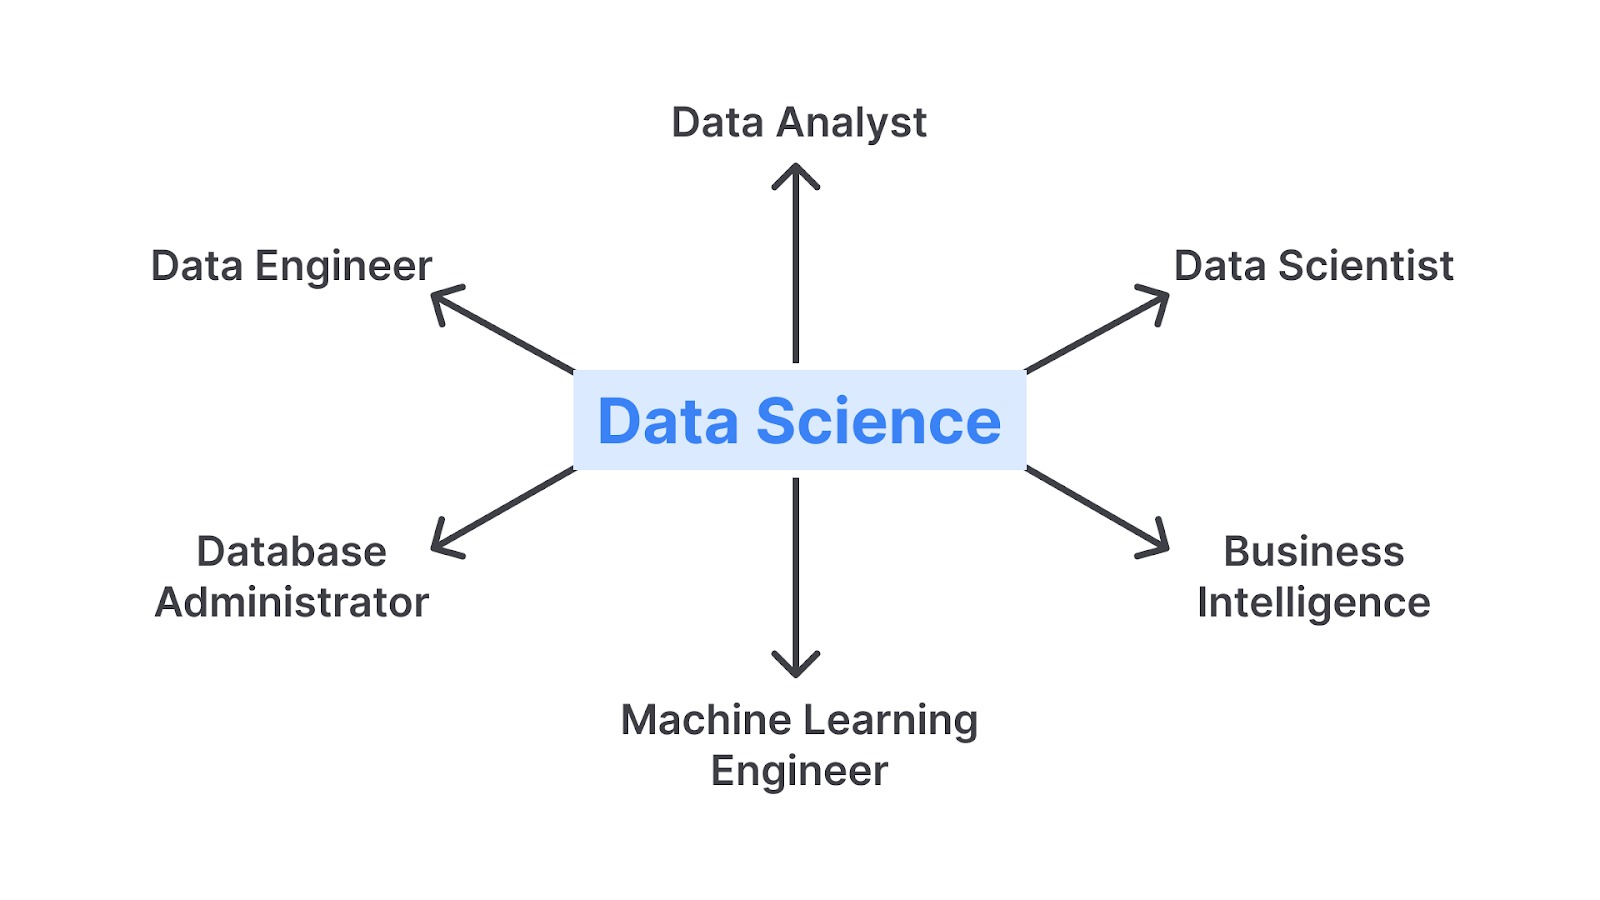 Data Analyst
Data Engineer
Data Scientist
Data Science
Database
Administrator
Business
Intelligence
Machine Learning
Engineer